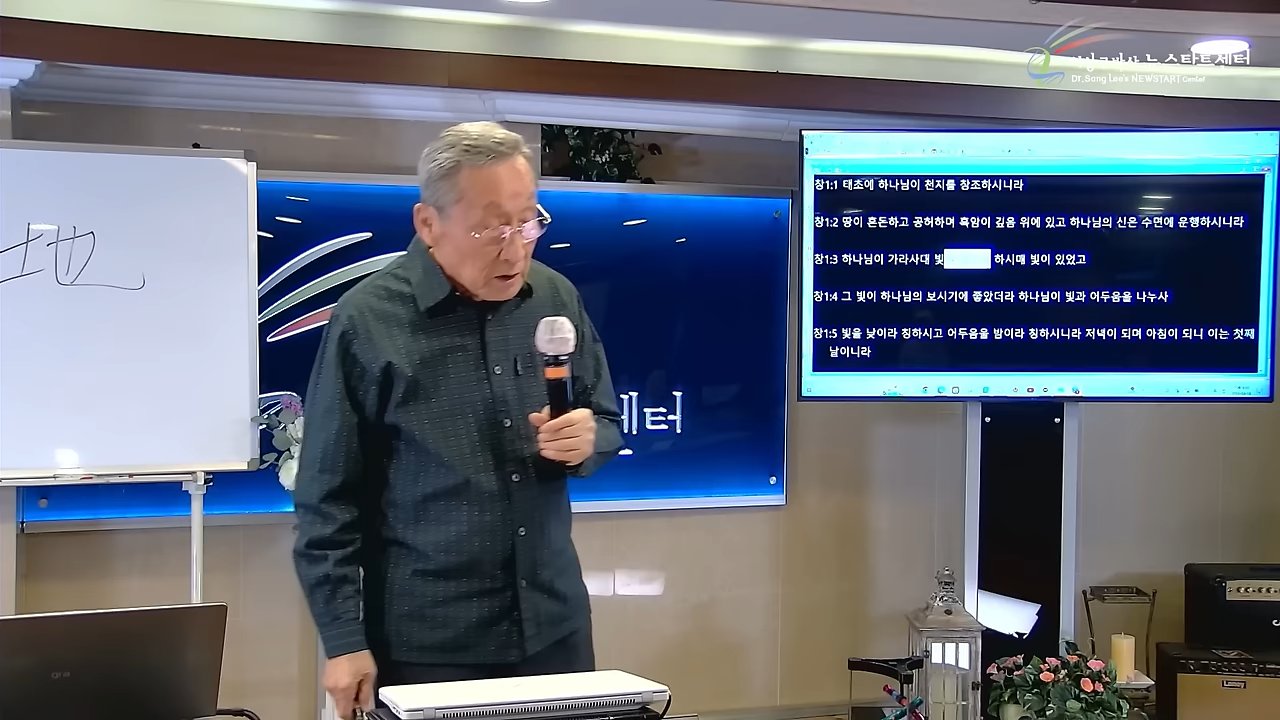 뉴스타트센터
Dr. Sang Lee's NEWSTART Center
地
창1:1 태초에 하나님이 천지를 창조하시니라
창1:2 땅이 혼돈하고 공허하며 흑암이 깊음 위에 있고 하나님의 신은 수면에 운행하시니라
창1:3 하나님이 가라사대 빛 하시매 빛이 있었고
창1:4 그 빛이 하나님의 보시기에 좋았더라 하나님이 빛과 어두움을 나누사
창1:5 빛을 낮이라 칭하시고 어두움을 밤이라 칭하시니라 저녁이 되며 아침이 되니 이는 첫째
날이니라
센터
gram
Laney